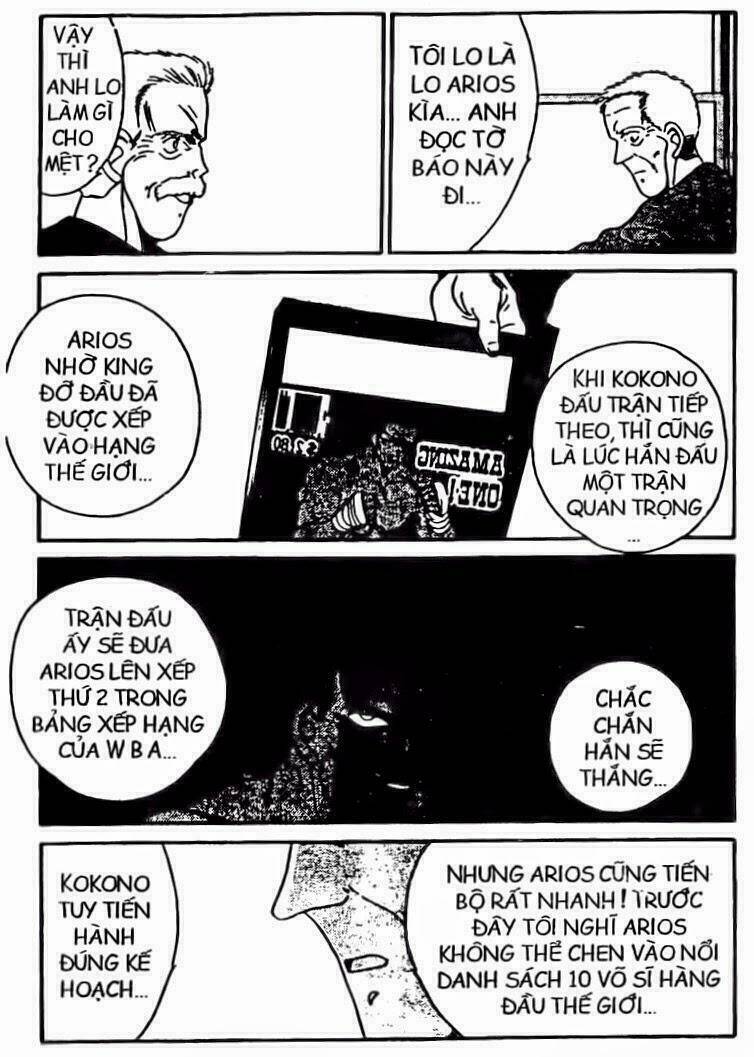 VẬY
THÌ
ANH LO
LÀM GÌ
CHO
MỆT?
TÔI LO LÀ
LO ARIOS
KÌA... ANH
ĐỌC TỜ
BÁO NÀY
ĐI...
ARIOS
NHỜ KING
ĐỠ ĐẦU ĐÃ
ĐƯỢC XẾP
VÀO HẠNG
THẾ GIỚI...
$2.80
AMAZING
ONE!
KHI KOKONO
ĐẤU TRẬN TIẾP
THEO, THÌ CŨNG
LÀ LÚC HẮN ĐẤU
MỘT TRẬN
QUAN TRỌNG
...
TRẬN ĐẤU
ẤY SẼ ĐƯA
ARIOS LÊN XẾP
THỨ 2 TRONG
BẢNG XẾP HẠNG
CỦA W B A...
CHẮC
CHẮN
HẮN SẼ
THẮNG...
KOKONO
TUY TIẾN
HÀNH
ĐÚNG KẾ
HOẠCH...
NHƯNG ARIOS CŨNG TIẾN
BỘ RẤT NHANH! TRƯỚC
ĐÂY TÔI NGHĨ ARIOS
KHÔNG THỂ CHEN VÀO NỔI
DANH SÁCH 10 VÕ SĨ HÀNG
ĐẦU THẾ GIỚI...